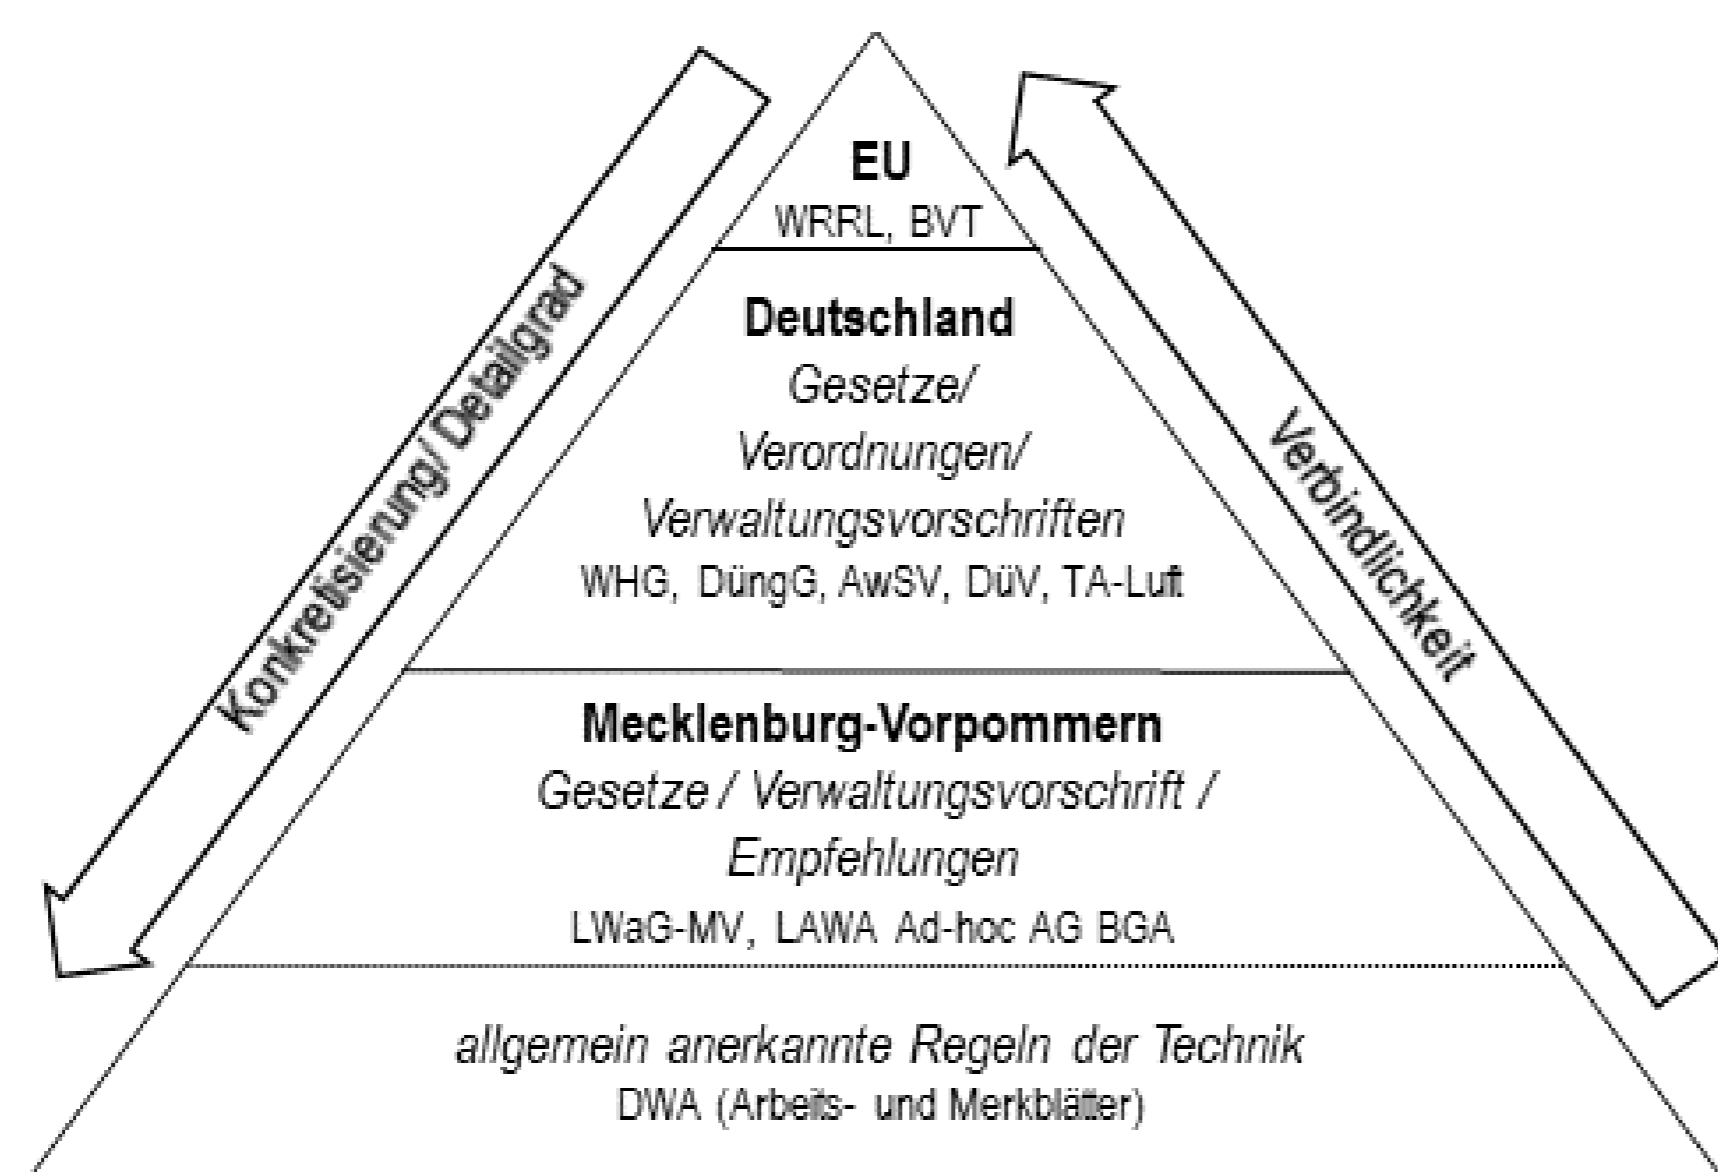 EU
WRRL, BVT
Deutschland
Gesetze/
Verordnungen/
Verwaltungsvorschriften
WHG, DüngG, AwSV, DüV, TA-Luft
Mecklenburg-Vorpommern
Gesetze / Verwaltungsvorschrift /
Empfehlungen
LWaG-MV, LAWA Ad-hoc AG BGA
allgemein anerkannte Regeln der Technik
DWA (Arbeits- und Merkblätter)
Konkretisierung/ Detailgrad
Verbindlichkeit